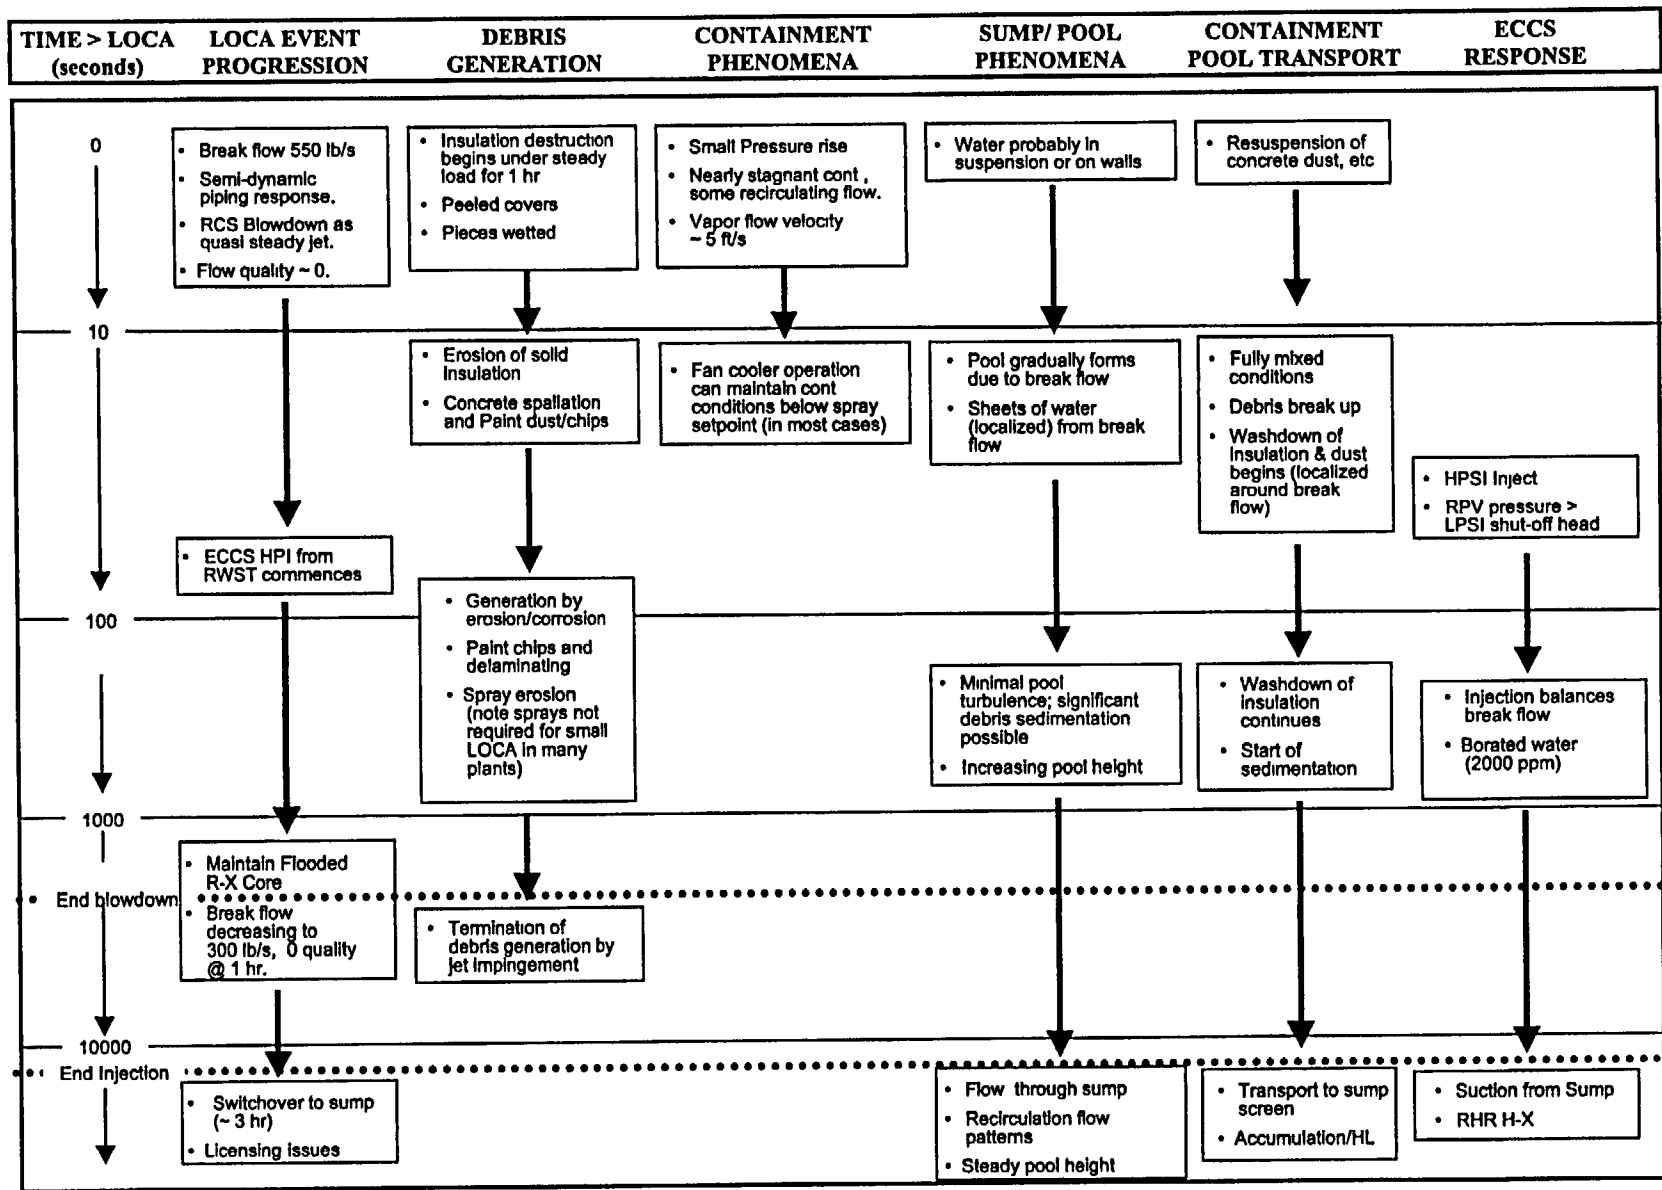 TIME > LOCA
(seconds)
LOCA EVENT
PROGRESSION
DEBRIS
GENERATION
CONTAINMENT
PHENOMENA
SUMP/ POOL
PHENOMENA
CONTAINMENT
POOL TRANSPORT
ECCS
RESPONSE
0
• Break flow 550 lb/s
• Semi-dynamic
piping response.
• RCS Blowdown as
quasi steady jet.
• Flow quality ~ 0.
• Insulation destruction
begins under steady
load for 1 hr
• Peeled covers
• Pieces wetted
• Small Pressure rise
• Nearly stagnant cont ,
some recirculating flow.
• Vapor flow velocity
~ 5 ft/s
• Water probably in
suspension or on walls
• Resuspension of
concrete dust, etc
10
• Erosion of solid
Insulation
• Concrete spallation
and Paint dust/chips
• Fan cooler operation
can maintain cont
conditions below spray
setpoint (in most cases)
• Pool gradually forms
due to break flow
• Sheets of water
(localized) from break
flow
• Fully mixed
conditions
• Debris break up
• Washdown of
Insulation & dust
begins (localized
around break
flow)
• HPSI Inject
• RPV pressure >
LPSI shut-off head
• ECCS HPI from
RWST commences
100
• Generation by
erosion/corrosion
• Paint chips and
delaminating
• Spray erosion
(note sprays not
required for small
LOCA in many
plants)
• Minimal pool
turbulence; significant
debris sedimentation
possible
• Increasing pool height
• Washdown of
insulation
continues
• Start of
sedimentation
• Injection balances
break flow
• Borated water
(2000 ppm)
1000
• Maintain Flooded
R-X Core
End blowdown
• Break flow
decreasing to
300 lb/s, 0 quality
@ 1 hr.
• Termination of
debris generation by
jet impingement
10000
End Injection
• Switchover to sump
(~ 3 hr)
• Licensing issues
• Flow through sump
• Recirculation flow
patterns
• Steady pool height
• Transport to sump
screen
• Accumulation/HL
• Suction from Sump
• RHR H-X